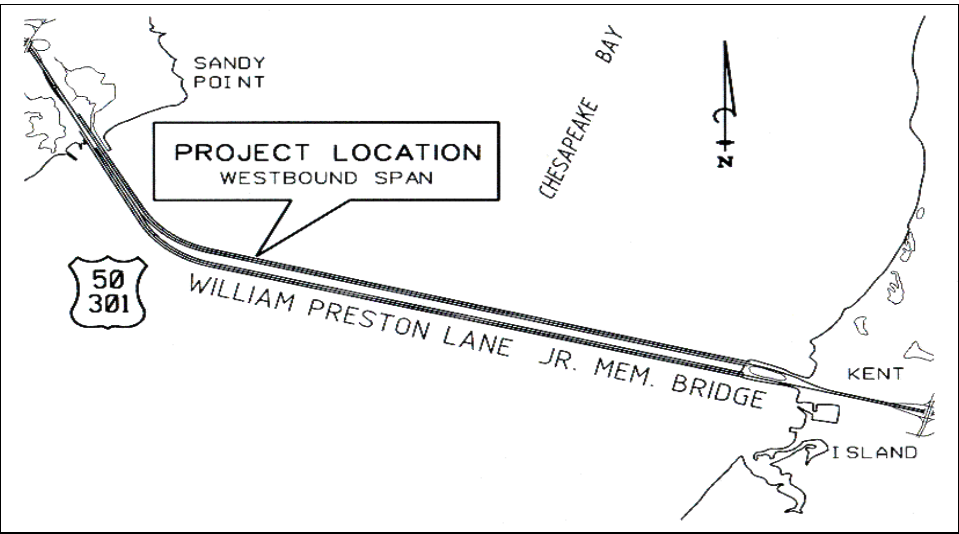 SANDY
POINT
CHESAPEAKE BAY
PROJECT LOCATION
WESTBOUND SPAN
N
50
301
WILLIAM PRESTON LANE JR. MEM. BRIDGE
KENT
ISLAND